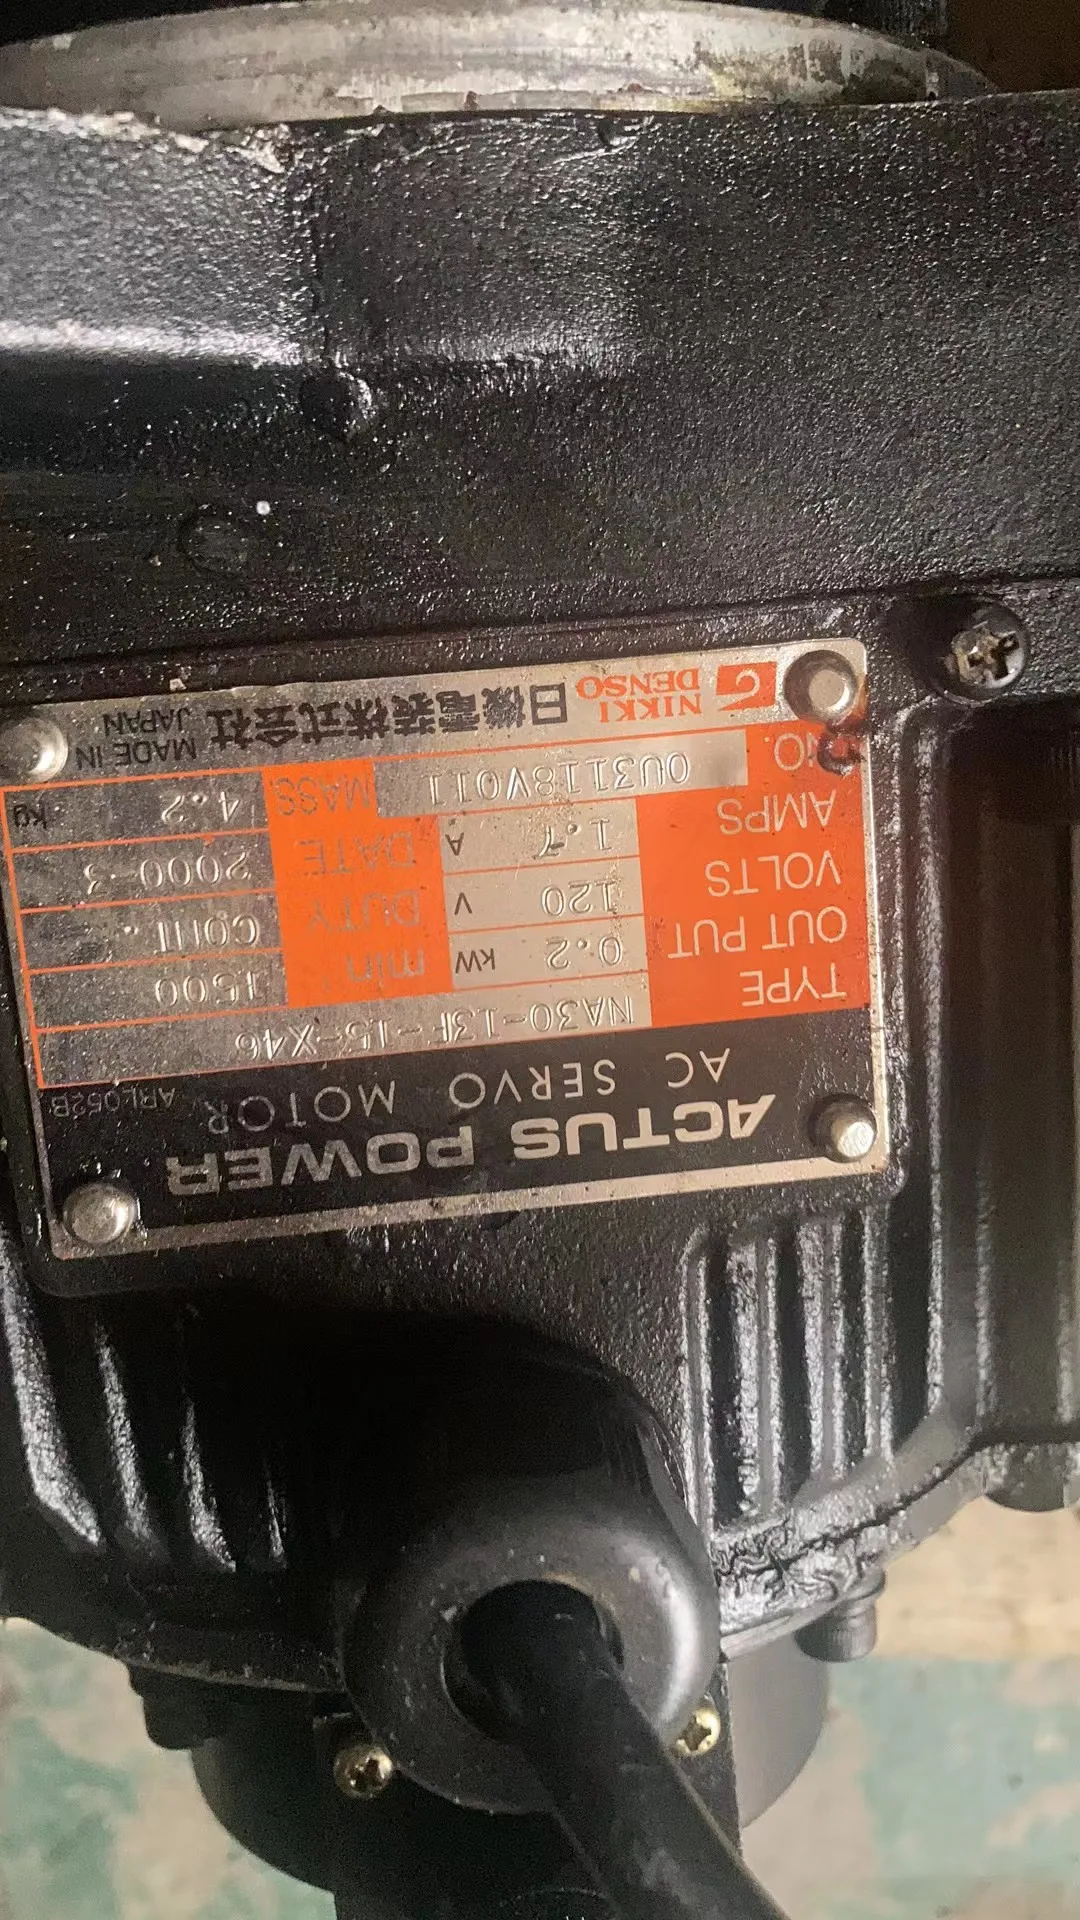 ACTUS POWER
AC SERVO MOTOR ARL052B
TYPE NA30-13F-15-X46
OUT PUT 0.2 kW min⁻¹ 1500
VOLTS 120 V DUTY CONT.
AMPS 1.7 A DATE 2000-3
NO. 0U3118V011 MASS 4.2 kg
NIKKI DENSO 日機電装株式会社 MADE IN JAPAN